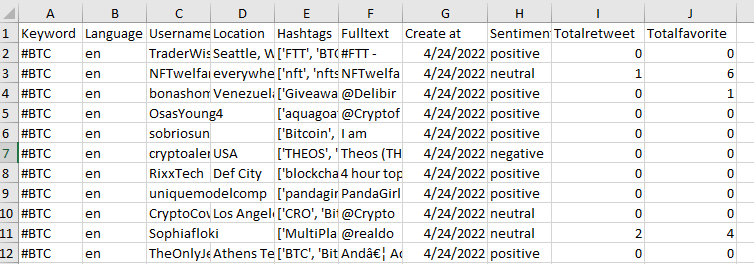 A B C D E F G H I J
1 Keyword Language Username Location Hashtags Fulltext Create at Sentimen Totalretweet Totalfavorite
2 #BTC en TraderWis Seattle, W ['FTT', 'BTC #FTT - 4/24/2022 positive 0 0
3 #BTC en NFTwelfa everywhere ['nft', 'nfts NFTwelfa 4/24/2022 neutral 1 6
4 #BTC en bonashom Venezuela ['Giveawa @Delibir 4/24/2022 positive 0 1
5 #BTC en OsasYoung4 ['aquagoat @Cryptof 4/24/2022 positive 0 0
6 #BTC en sobriosun ['Bitcoin', I am 4/24/2022 positive 0 0
7 #BTC en cryptoaler USA ['THEOS', ' Theos (TH 4/24/2022 negative 0 0
8 #BTC en RixxTech Def City ['blockcha 4 hour top 4/24/2022 positive 0 0
9 #BTC en uniquemodelcomp ['pandagir PandaGirl 4/24/2022 positive 0 0
10 #BTC en CryptoCov Los Angele ['CRO', 'Bit @Crypto 4/24/2022 neutral 0 0
11 #BTC en Sophiafloki ['MultiPla @realdo 4/24/2022 neutral 2 4
12 #BTC en TheOnlyJe Athens Te ['BTC', 'Bit Andâ€¦ Ac 4/24/2022 positive 0 0